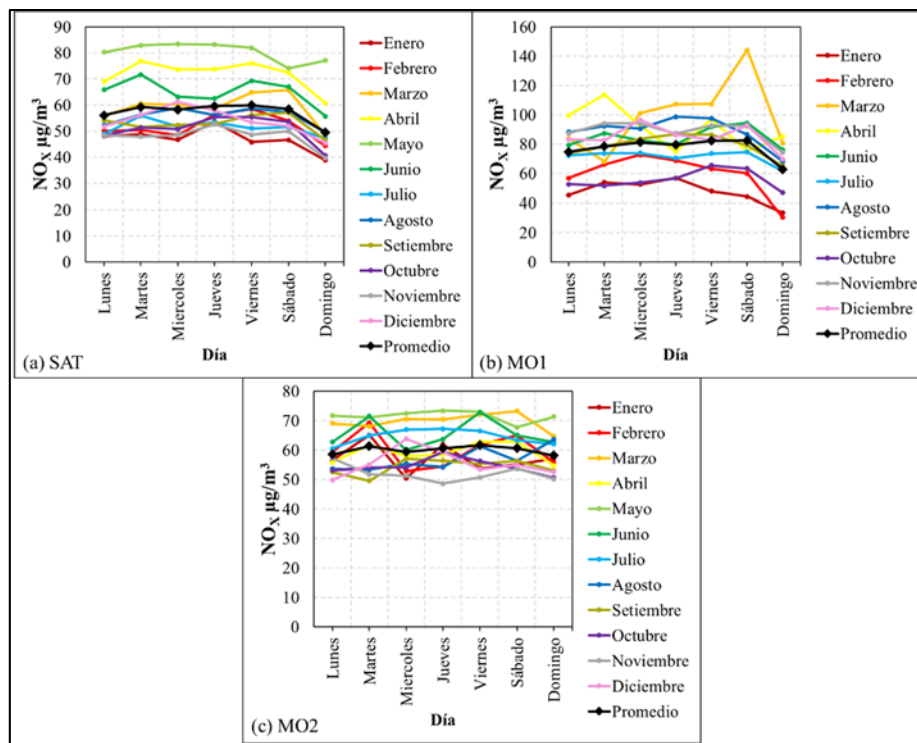 90
80
70
60
50
40
30
20
10
0
NOX µg/m³
Lunes
Martes
Miercoles
Jueves
Viernes
Sábado
Domingo
Día
(a) SAT
Enero
Febrero
Marzo
Abril
Mayo
Junio
Julio
Agosto
Setiembre
Octubre
Noviembre
Diciembre
Promedio
160
140
120
100
80
60
40
20
0
NOX µg/m³
Lunes
Martes
Miercoles
Jueves
Viernes
Sábado
Domingo
Día
(b) MO1
Enero
Febrero
Marzo
Abril
Junio
Julio
Agosto
Setiembre
Octubre
Noviembre
Diciembre
Promedio
80
70
60
50
40
30
20
10
0
NOX µg/m³
Lunes
Martes
Miercoles
Jueves
Viernes
Sábado
Domingo
Día
(c) MO2
Enero
Febrero
Marzo
Abril
Mayo
Junio
Julio
Agosto
Setiembre
Octubre
Noviembre
Diciembre
Promedio